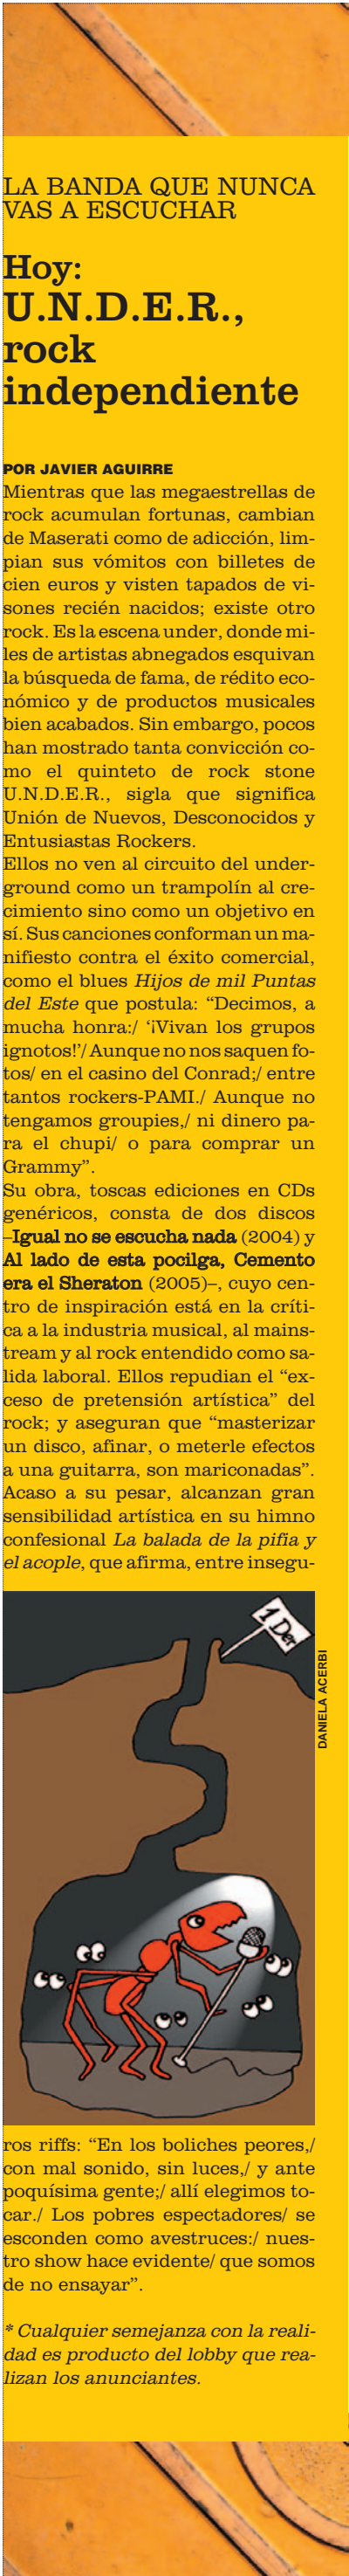 LA BANDA QUE NUNCA
VAS A ESCUCHAR
Hoy:
U.N.D.E.R.,
rock
independiente
POR JAVIER AGUIRRE
Mientras que las megaestrellas de
rock acumulan fortunas, cambian
de Maserati como de adicción, lim-
pian sus vómitos con billetes de
cien euros y visten tapados de vi-
sones recién nacidos; existe otro
rock. Es la escena under, donde mi-
les de artistas abnegados esquivan
la búsqueda de fama, de rédito eco-
nómico y de productos musicales
bien acabados. Sin embargo, pocos
han mostrado tanta convicción co-
mo el quinteto de rock stone
U.N.D.E.R., sigla que significa
Unión de Nuevos, Desconocidos y
Entusiastas Rockers.
Ellos no ven al circuito del under-
ground como un trampolín al cre-
cimiento sino como un objetivo en
sí. Sus canciones conforman un ma-
nifiesto contra el éxito comercial,
como el blues Hijos de mil Puntas
del Este que postula: “Decimos, a
mucha honra:/ ‘¡Vivan los grupos
ignotos!’/ Aunque no nos saquen fo-
tos/ en el casino del Conrad;/ entre
tantos rockers-PAMI./ Aunque no
tengamos groupies,/ ni dinero pa-
ra el chupi/ o para comprar un
Grammy”.
Su obra, toscas ediciones en CDs
genéricos, consta de dos discos
–Igual no se escucha nada (2004) y
Al lado de esta pocilga, Cemento
era el Sheraton (2005)–, cuyo cen-
tro de inspiración está en la críti-
ca a la industria musical, al mains-
tream y al rock entendido como sa-
lida laboral. Ellos repudian el “ex-
ceso de pretensión artística” del
rock; y aseguran que “masterizar
un disco, afinar, o meterle efectos
a una guitarra, son mariconadas”.
Acaso a su pesar, alcanzan gran
sensibilidad artística en su himno
confesional La balada de la pifia y
el acople, que afirma, entre insegu-
1 Der
DANIELA ACERBI
ros riffs: “En los boliches peores,/
con mal sonido, sin luces,/ y ante
poquísima gente;/ allí elegimos to-
car./ Los pobres espectadores/ se
esconden como avestruces:/ nues-
tro show hace evidente/ que somos
de no ensayar”.
* Cualquier semejanza con la reali-
dad es producto del lobby que rea-
lizan los anunciantes.